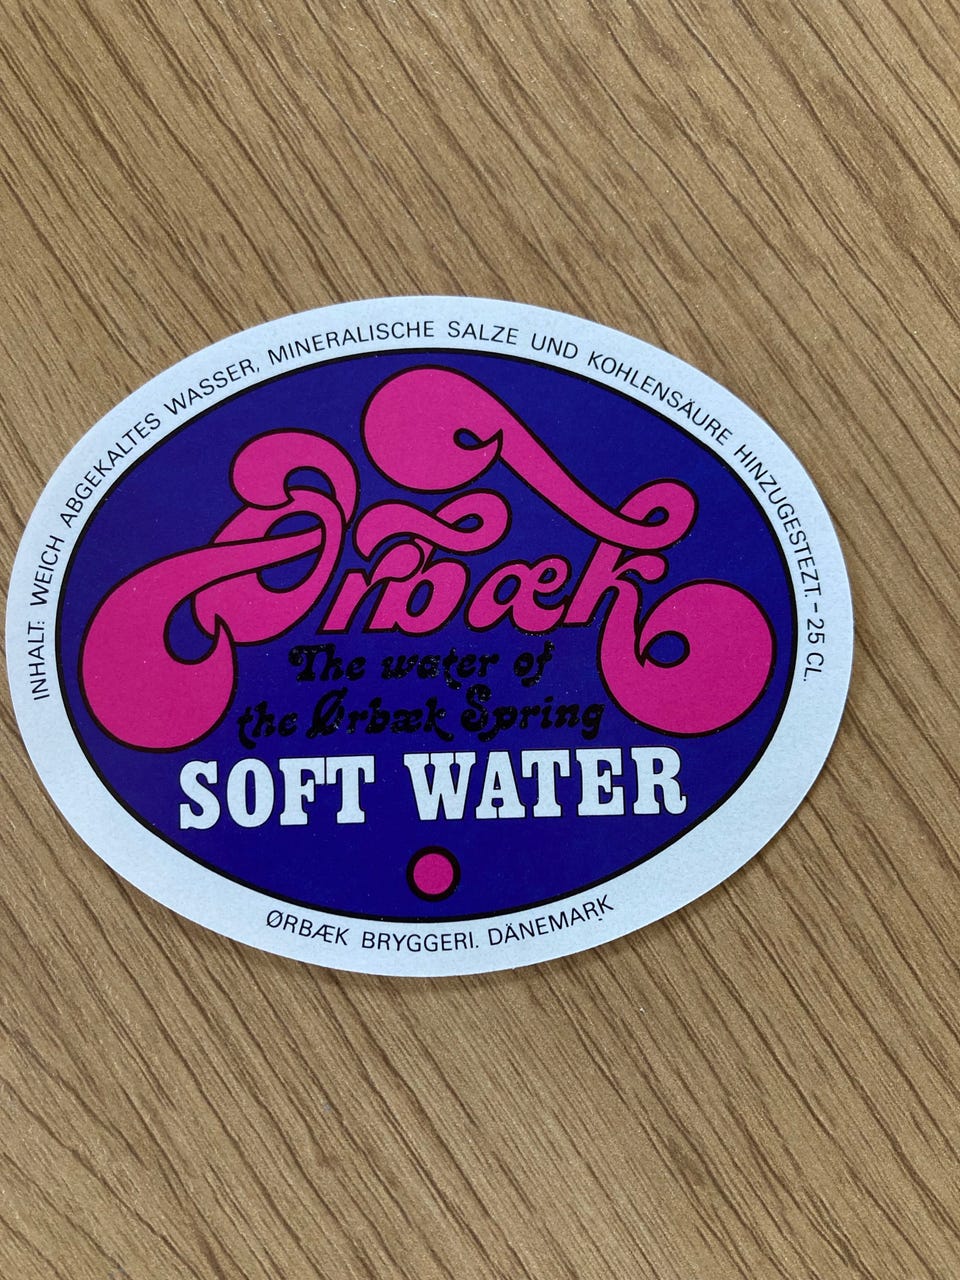 INHALT: WEICH ABGEKALTES WASSER, MINERALISCHE SALZE UND KOHLENSÄURE HINZUGESTEZT. - 25 CL.
Ørbæk
The water of
the Ørbæk Spring
SOFT WATER
ØRBÆK BRYGGERI. DÄNEMARK